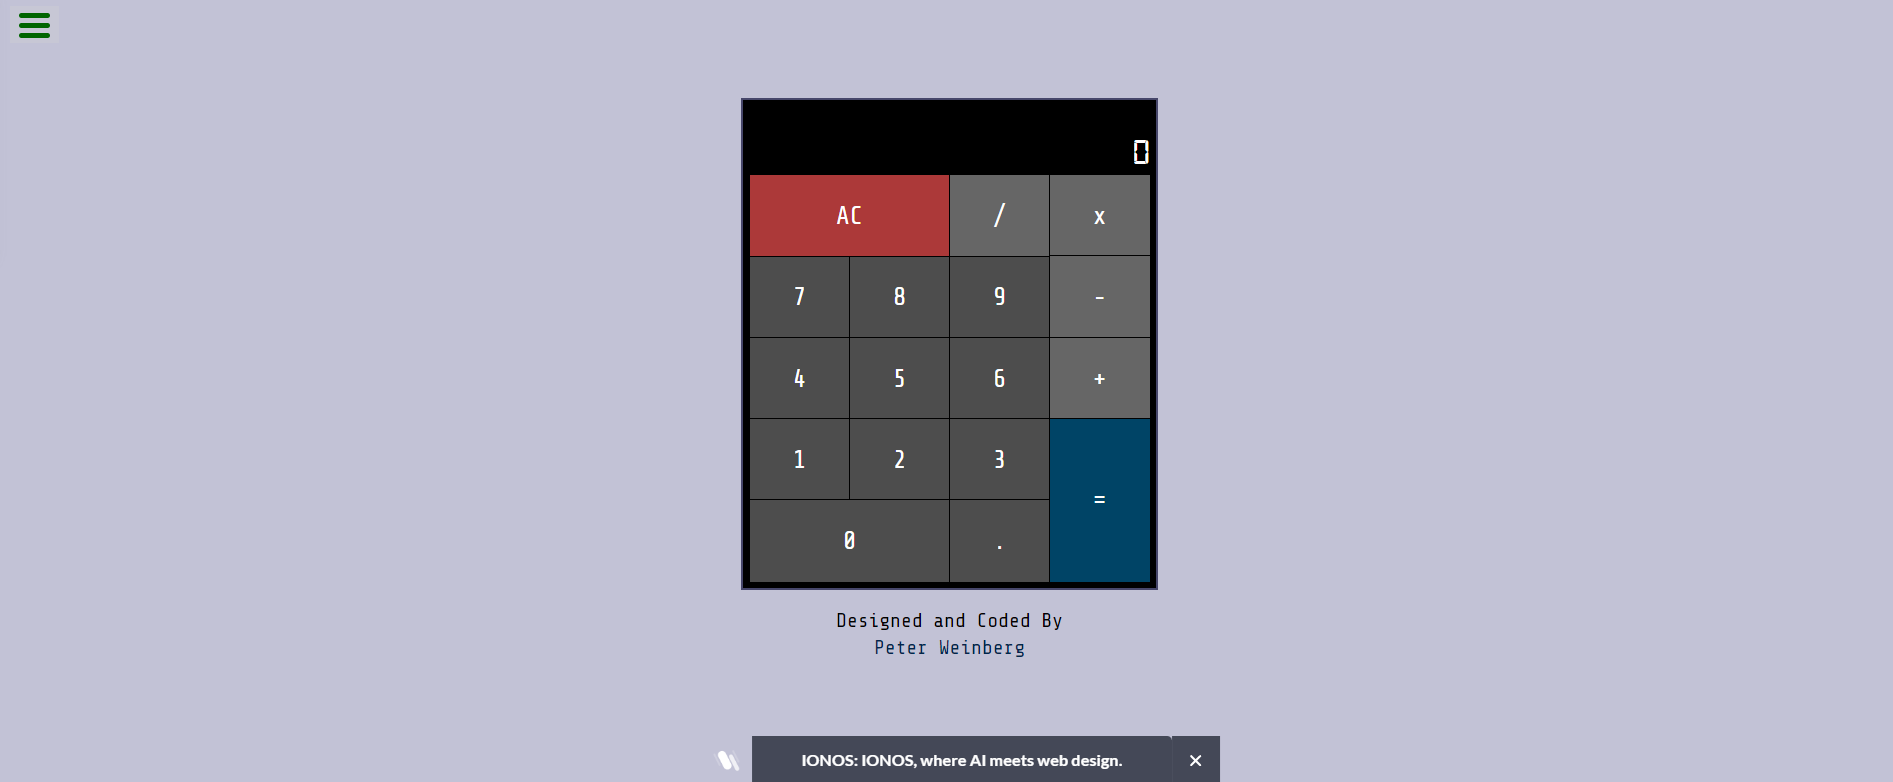 0
AC / x
7 8 9 -
4 5 6 +
1 2 3
=
0 .
Designed and Coded By
Peter Weinberg
IONOS: IONOS, where AI meets web design. ×